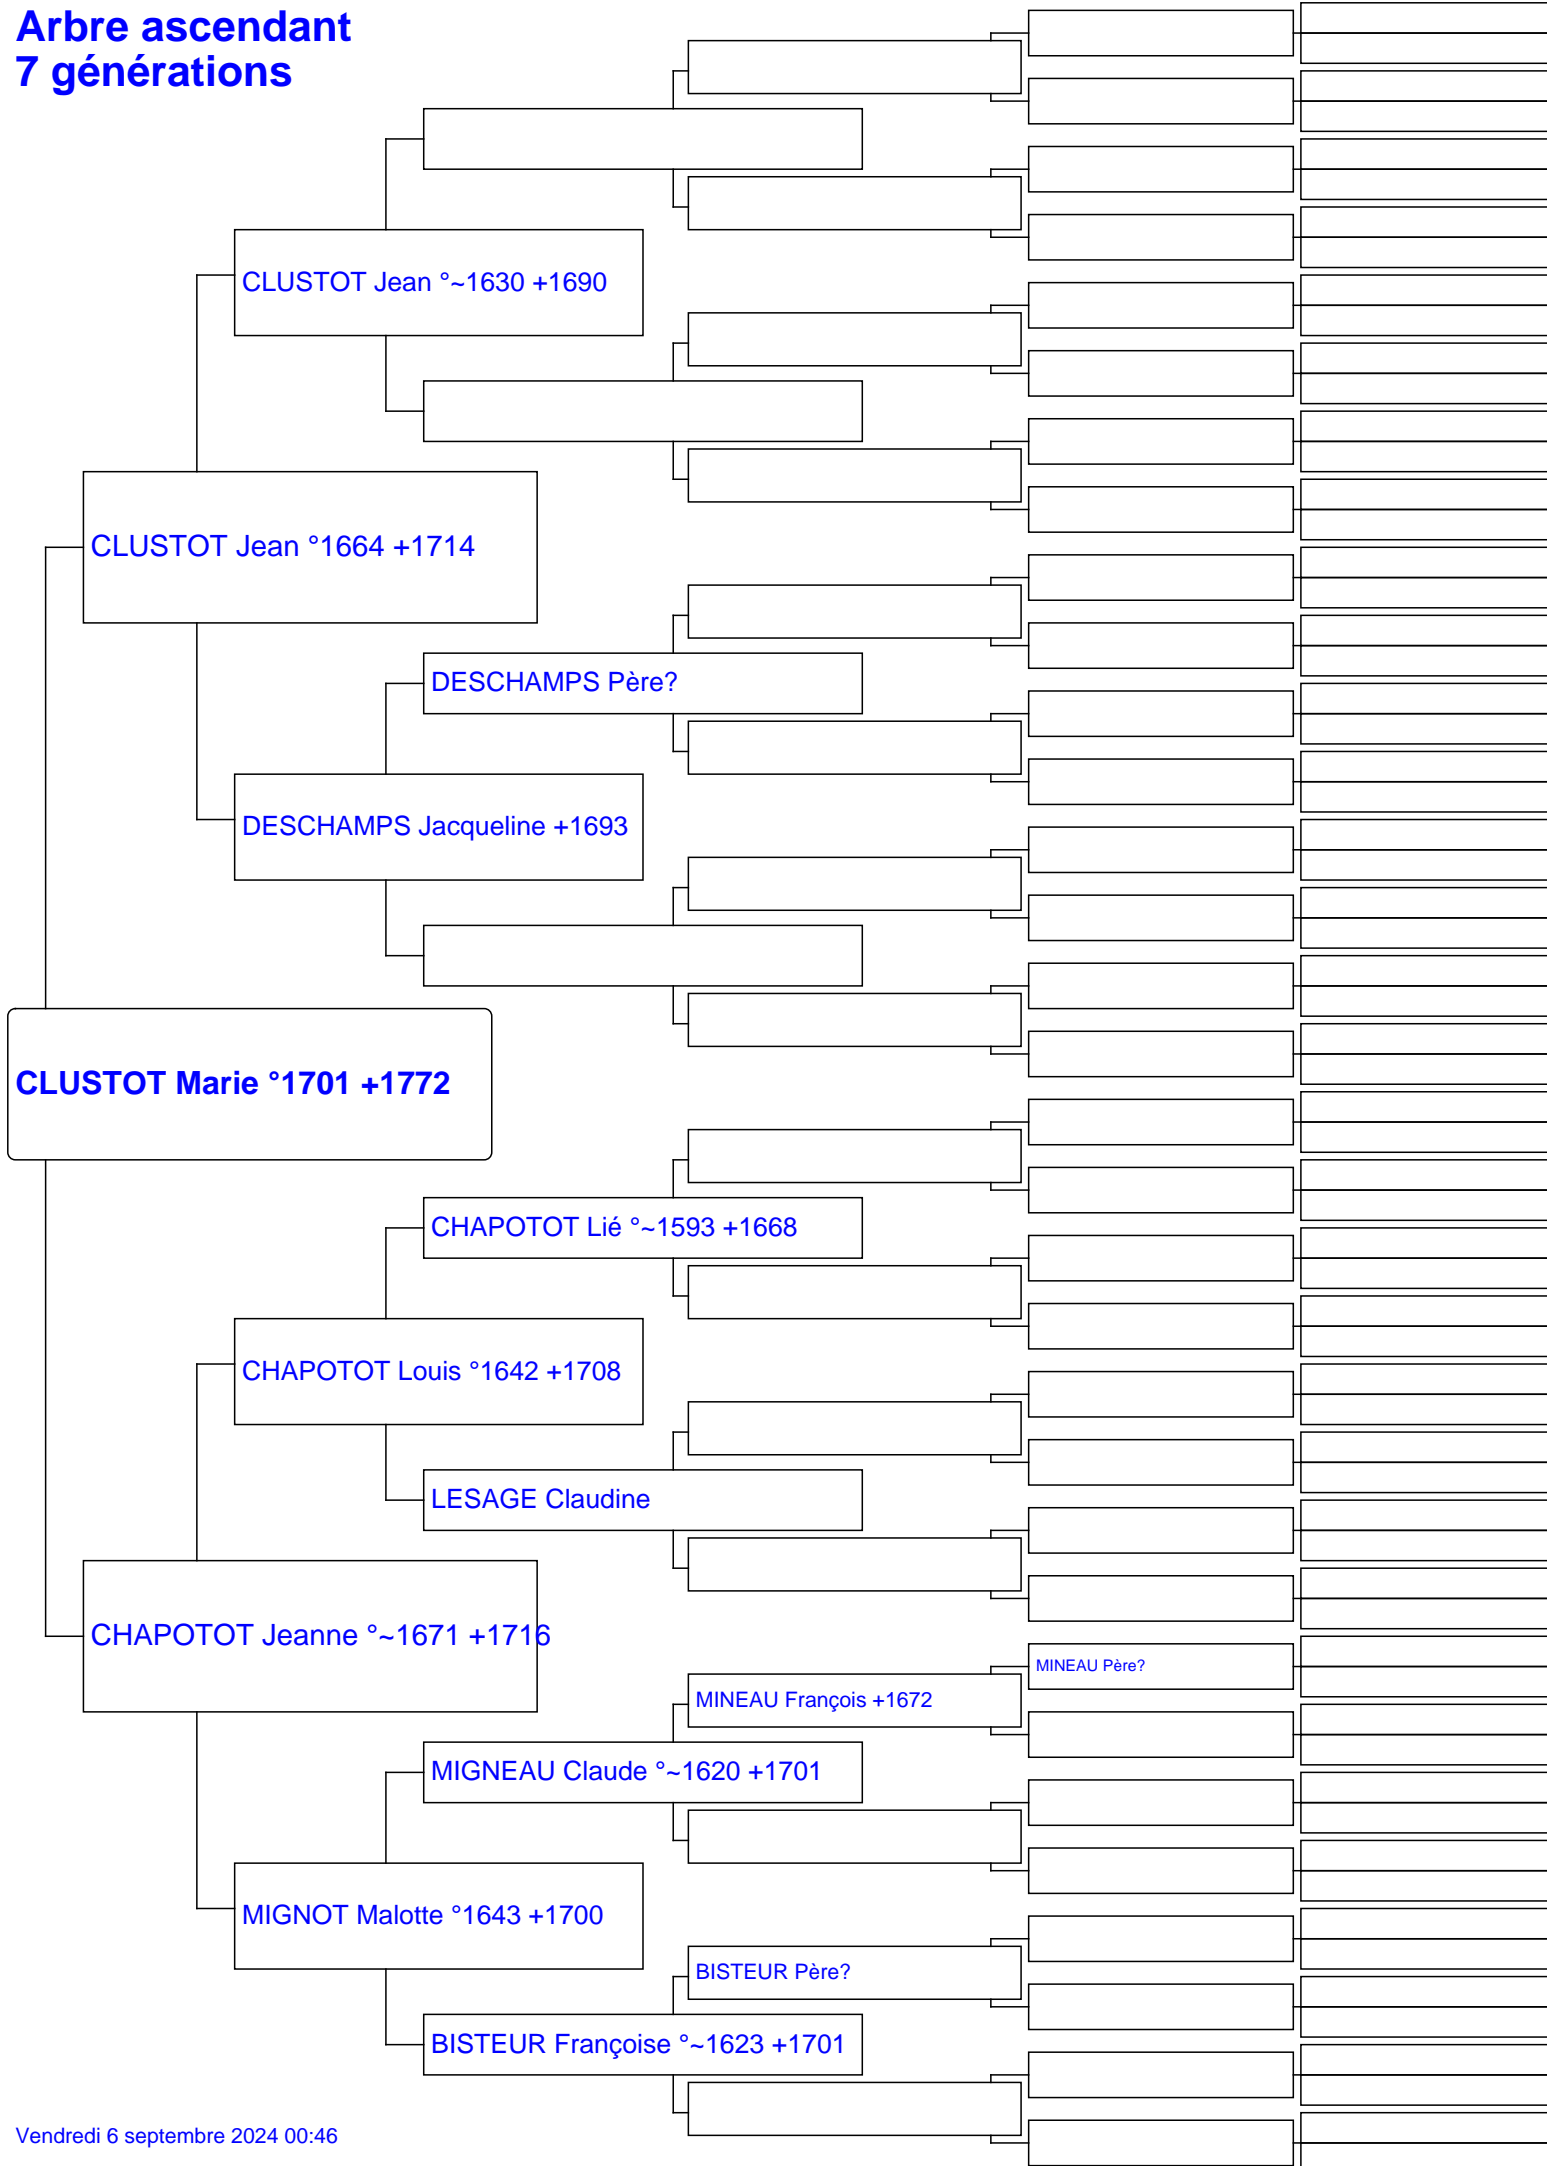 Arbre ascendant
7 générations
CLUSTOT Jean °~1630 +1690
CLUSTOT Jean °1664 +1714
DESCHAMPS Père?
DESCHAMPS Jacqueline +1693
CLUSTOT Marie °1701 +1772
CHAPOTOT Lié °~1593 +1668
CHAPOTOT Louis °1642 +1708
LESAGE Claudine
CHAPOTOT Jeanne °~1671 +1716
MINEAU Père?
MINEAU François +1672
MIGNEAU Claude °~1620 +1701
MIGNOT Malotte °1643 +1700
BISTEUR Père?
BISTEUR Françoise °~1623 +1701
Vendredi 6 septembre 2024 00:46